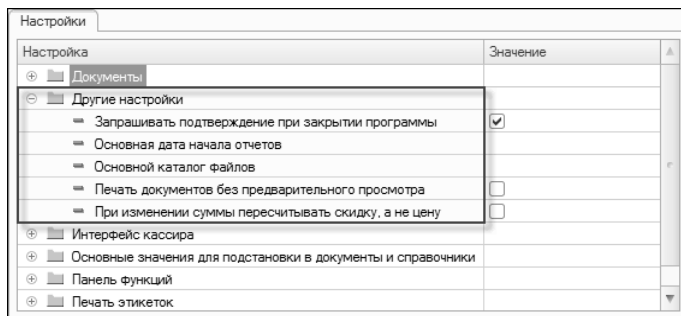 Настройки
Настройка Значение
Документы
Другие настройки
Запрашивать подтверждение при закрытии программы
Основная дата начала отчетов
Основной каталог файлов
Печать документов без предварительного просмотра
При изменении суммы пересчитывать скидку, а не цену
Интерфейс кассира
Основные значения для подстановки в документы и справочники
Панель функций
Печать этикеток